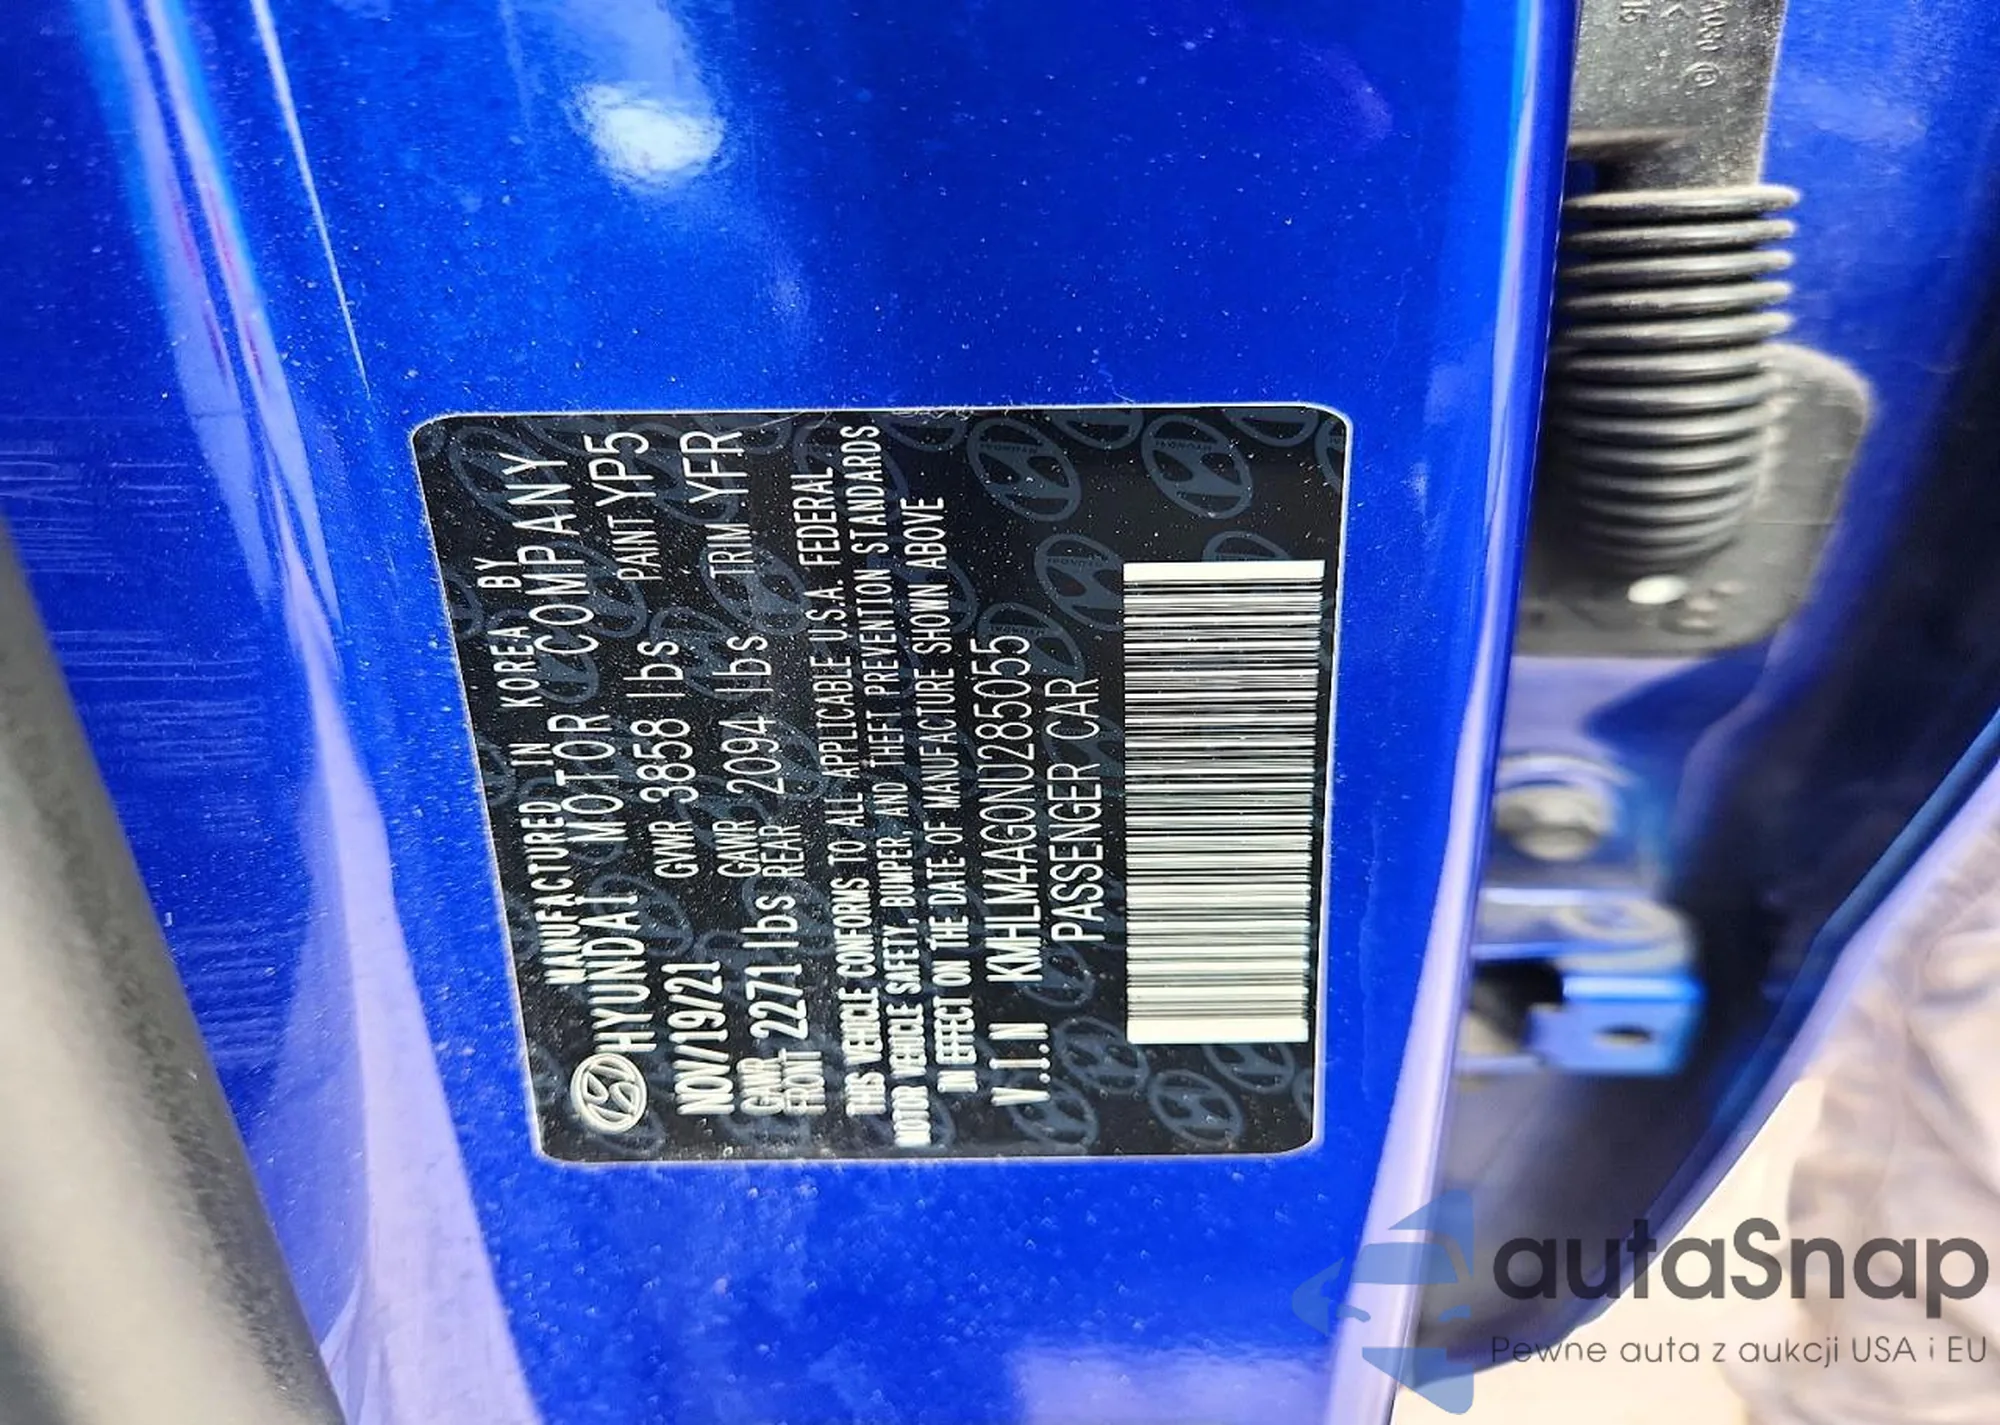 MANUFACTURED IN KOREA BY
HYUNDAI MOTOR COMPANY
NOV/19/21 GVWR 3858 lbs PAINT YP5
GAWR FRONT 2271 lbs GAWR REAR 2094 lbs TRIM YFR
THIS VEHICLE CONFORMS TO ALL APPLICABLE U.S.A. FEDERAL
MOTOR VEHICLE SAFETY, BUMPER, AND THEFT PREVENTION STANDARDS
IN EFFECT ON THE DATE OF MANUFACTURE SHOWN ABOVE
V.I.N KMHLM4AG0NU285055
PASSENGER CAR
autaSnap
Pewne auta z aukcji USA i EU